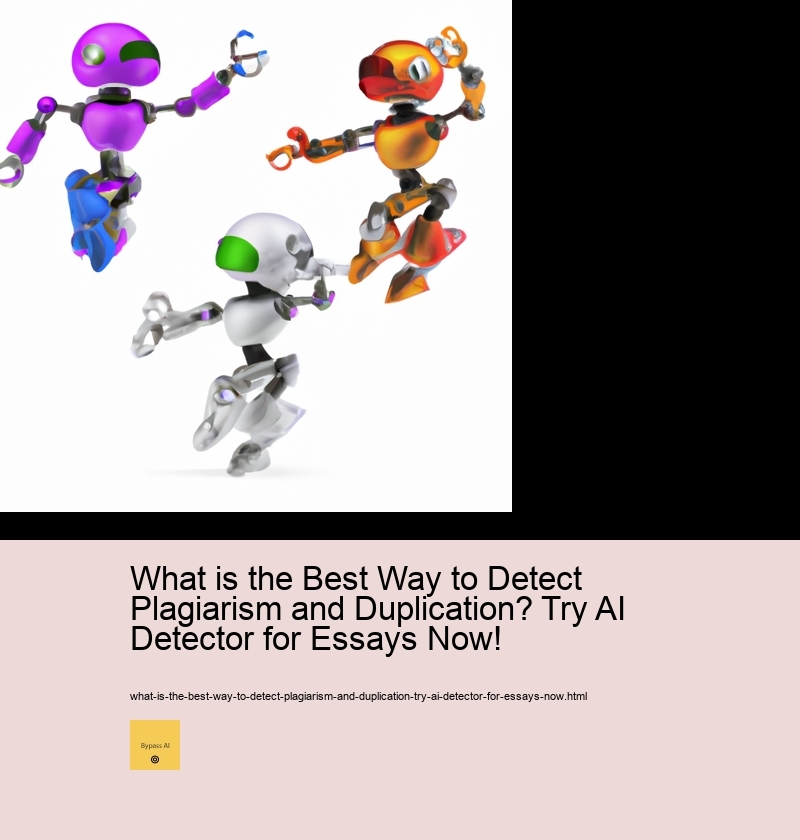 What is the Best Way to Detect
Plagiarism and Duplication? Try AI
Detector for Essays Now!
what-is-the-best-way-to-detect-plagiarism-and-duplication-try-ai-detector-for-essays-now.html
Bypass AI